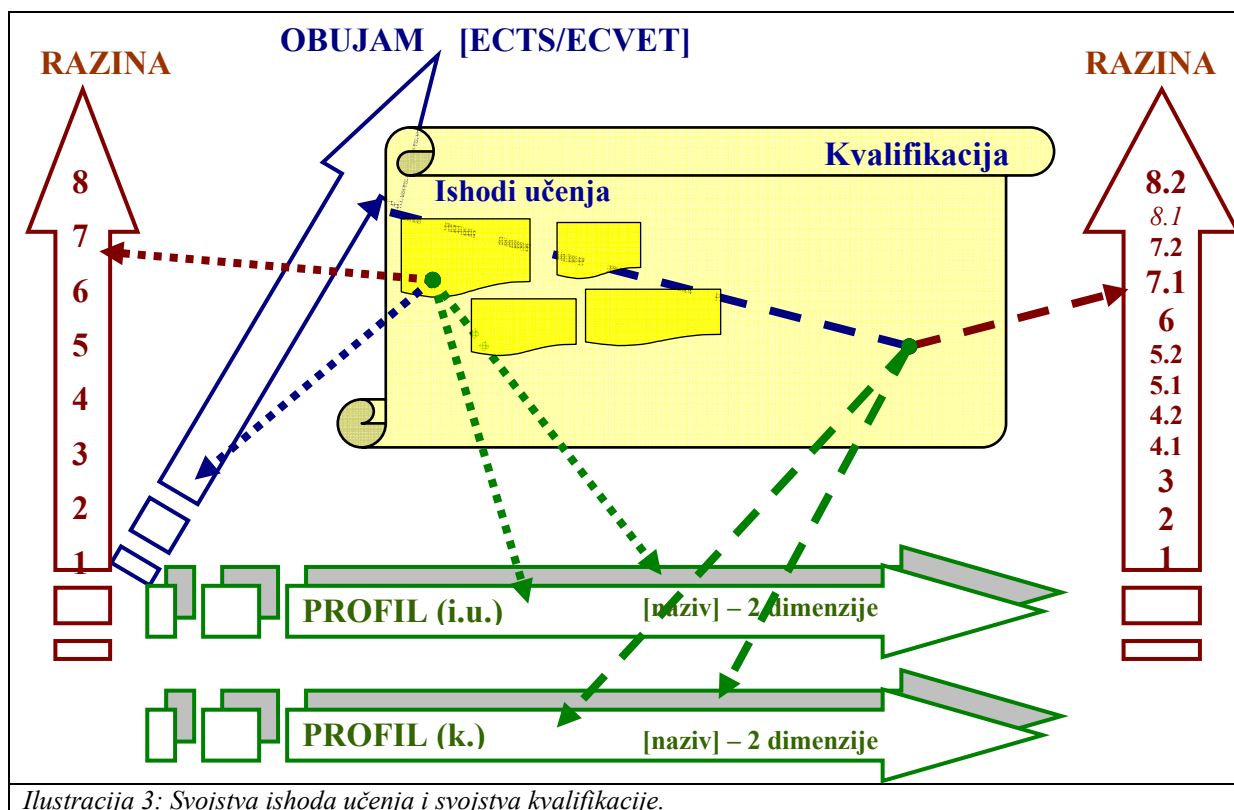 OBUJAM [ECTS/ECVET]
RAZINA
RAZINA
Kvalifikacija
Ishodi učenja
8
7
6
5
4
3
2
1
8.2
8.1
7.2
7.1
6
5.2
5.1
4.2
4.1
3
2
1
PROFIL (i.u.) [naziv] – 2 dimenzije
PROFIL (k.) [naziv] – 2 dimenzije
Ilustracija 3: Svojstva ishoda učenja i svojstva kvalifikacije.